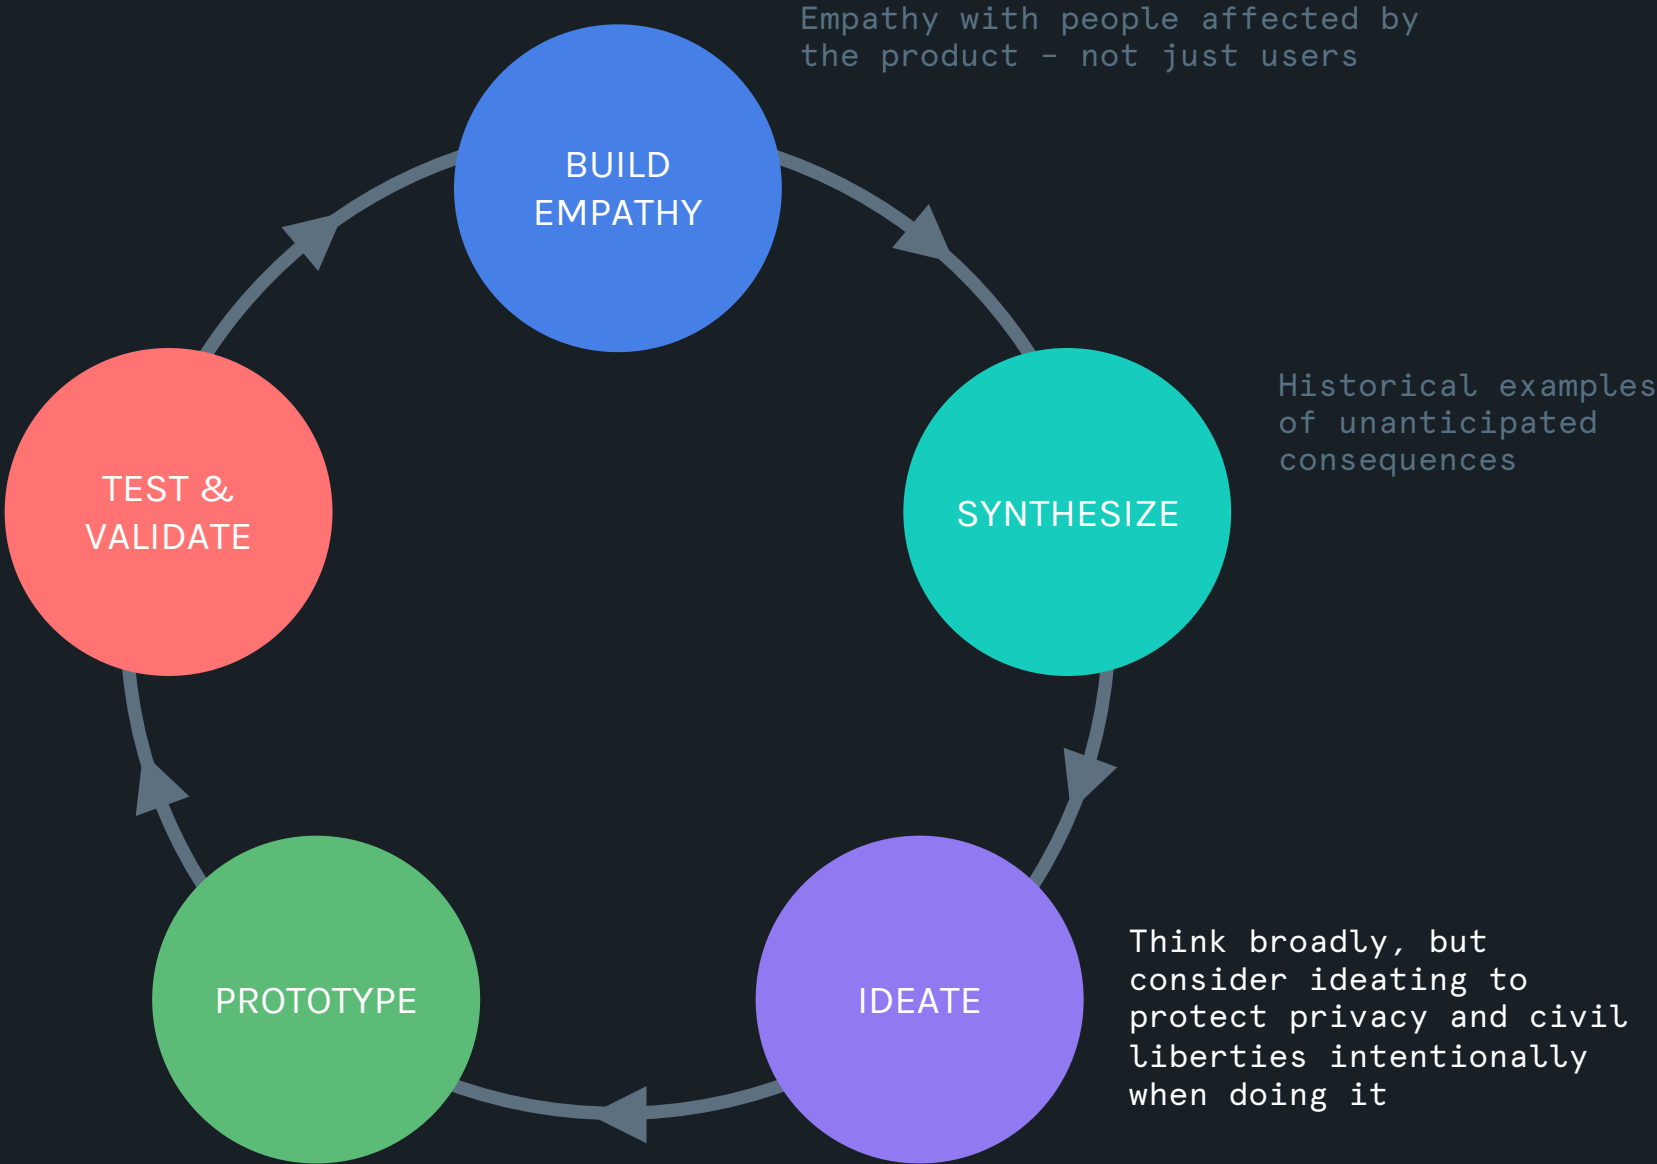 Empathy with people affected by
the product – not just users
BUILD
EMPATHY
Historical examples
of unanticipated
consequences
TEST &
VALIDATE
SYNTHESIZE
Think broadly, but
consider ideating to
protect privacy and civil
liberties intentionally
when doing it
PROTOTYPE
IDEATE